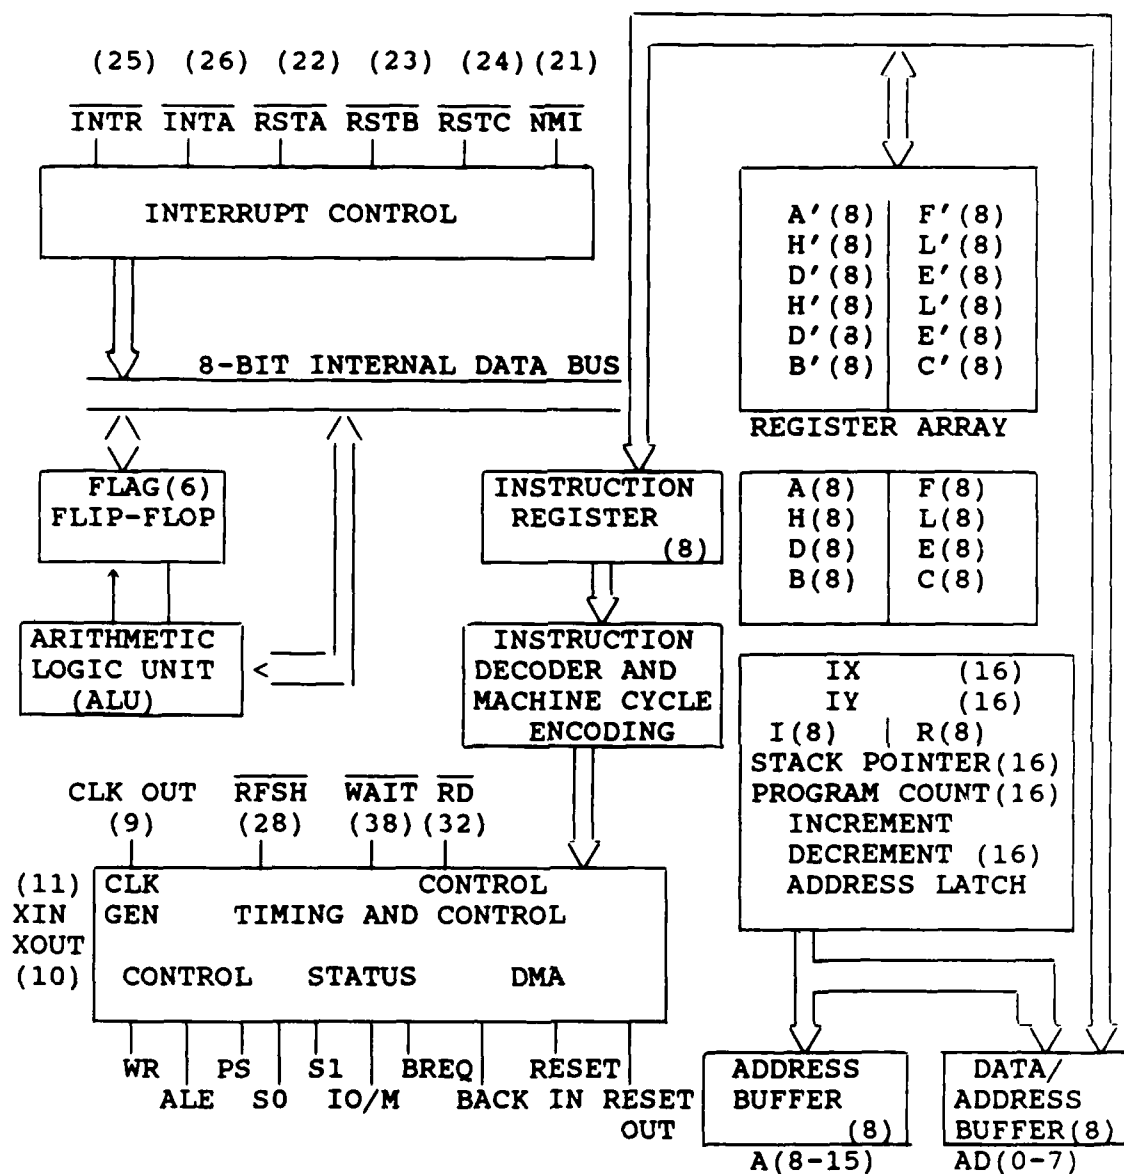 (25) (26) (22) (23) (24) (21)
INTR INTA RSTA RSTB RSTC NMI
INTERRUPT CONTROL
8-BIT INTERNAL DATA BUS
A'(8) F'(8)
H'(8) L'(8)
D'(8) E'(8)
H'(8) L'(8)
D'(8) E'(8)
B'(8) C'(8)
REGISTER ARRAY
FLAG(6)
FLIP-FLOP
INSTRUCTION
REGISTER
(8)
A(8) F(8)
H(8) L(8)
D(8) E(8)
B(8) C(8)
ARITHMETIC
LOGIC UNIT
(ALU)
INSTRUCTION
DECODER AND
MACHINE CYCLE
ENCODING
IX (16)
IY (16)
I(8) R(8)
STACK POINTER(16)
PROGRAM COUNT(16)
INCREMENT
DECREMENT (16)
ADDRESS LATCH
CLK OUT RFSH WAIT RD
(9) (28) (38) (32)
(11) CLK CONTROL
XIN GEN TIMING AND CONTROL
XOUT
(10) CONTROL STATUS DMA
WR PS S1 BREQ RESET
ALE S0 IO/M BACK IN RESET
OUT
ADDRESS
BUFFER
(8)
A(8-15)
DATA/
ADDRESS
BUFFER(8)
AD(0-7)